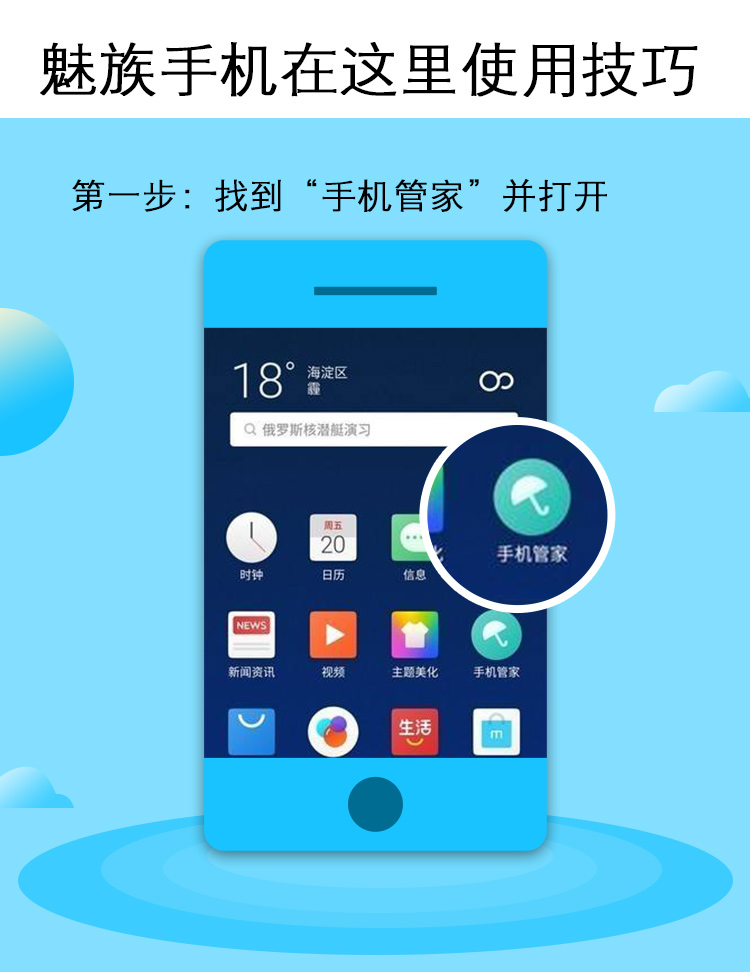 魅族手机在这里使用技巧
第一步：找到“手机管家”并打开
18° 海淀区
霾
俄罗斯核潜艇演习
手机管家
周五
20
时钟 日历 信息 化
NEWS
新闻资讯 视频 主题美化 手机管家
生活 m